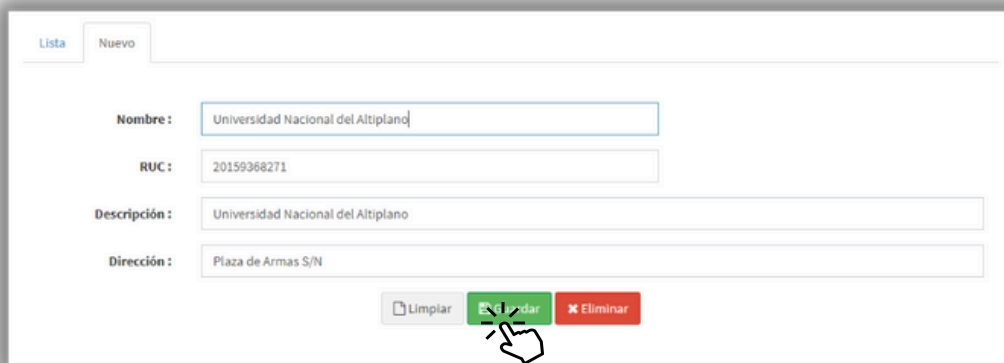 Lista Nuevo
Nombre : Universidad Nacional del Altiplano
RUC : 20159368271
Descripción : Universidad Nacional del Altiplano
Dirección : Plaza de Armas S/N
Limpiar Guardar Eliminar